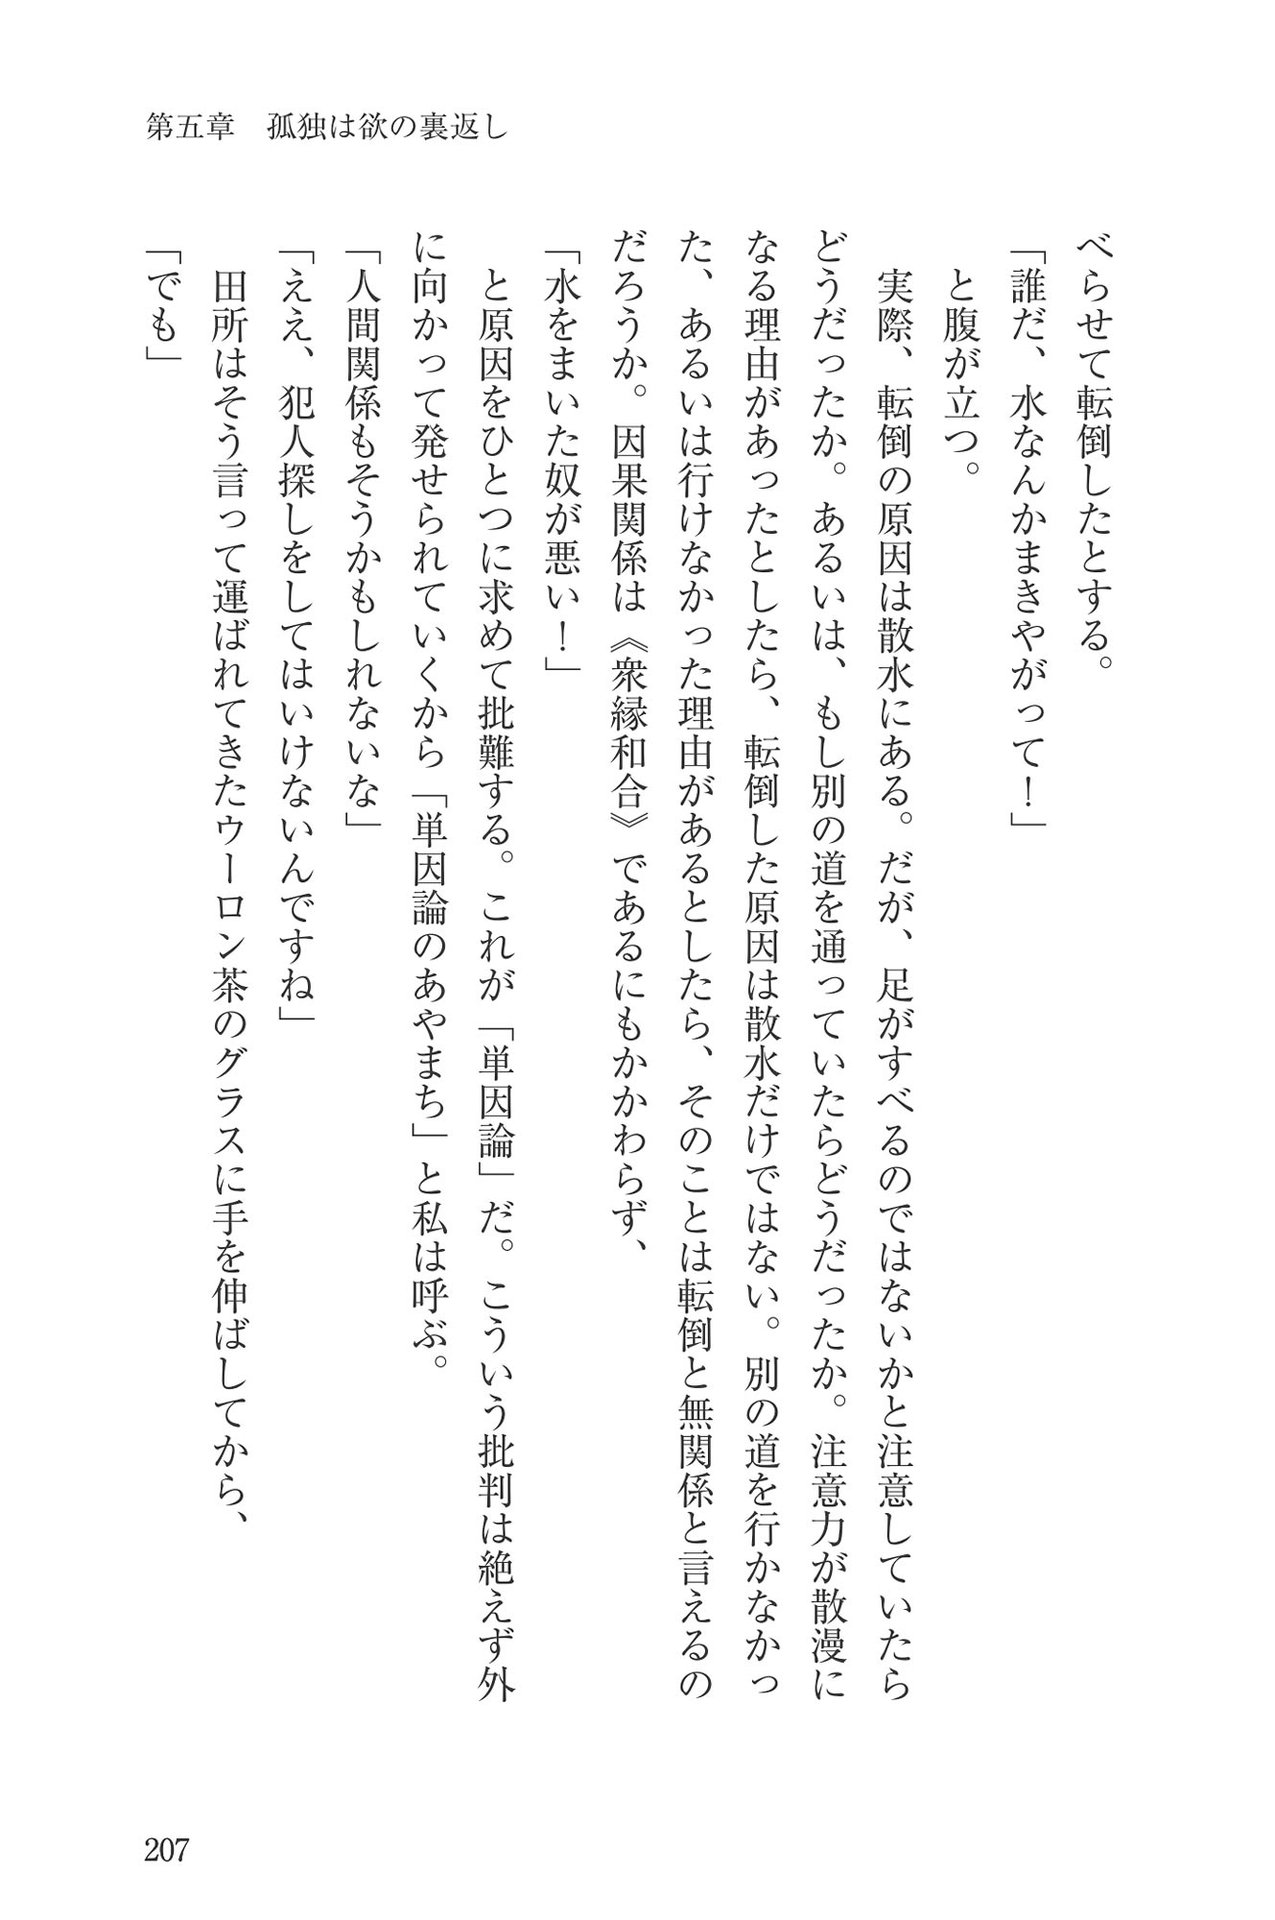 第五章　孤独は欲の裏返し
べらせて転倒したとする。
「誰だ、水なんかまきやがって！」
　と腹が立つ。
　実際、転倒の原因は散水にある。だが、足がすべるのではないかと注意していたら
どうだったか。あるいは、もし別の道を通っていたらどうだったか。注意力が散漫に
なる理由があったとしたら、転倒した原因は散水だけではない。別の道を行かなかっ
た、あるいは行けなかった理由があるとしたら、そのことは転倒と無関係と言えるの
だろうか。因果関係は《衆縁和合》であるにもかかわらず、
「水をまいた奴が悪い！」
　と原因をひとつに求めて批難する。これが「単因論」だ。こういう批判は絶えず外
に向かって発せられていくから「単因論のあやまち」と私は呼ぶ。
「人間関係もそうかもしれないな」
「ええ、犯人探しをしてはいけないんですね」
　田所はそう言って運ばれてきたウーロン茶のグラスに手を伸ばしてから、
「でも」
207